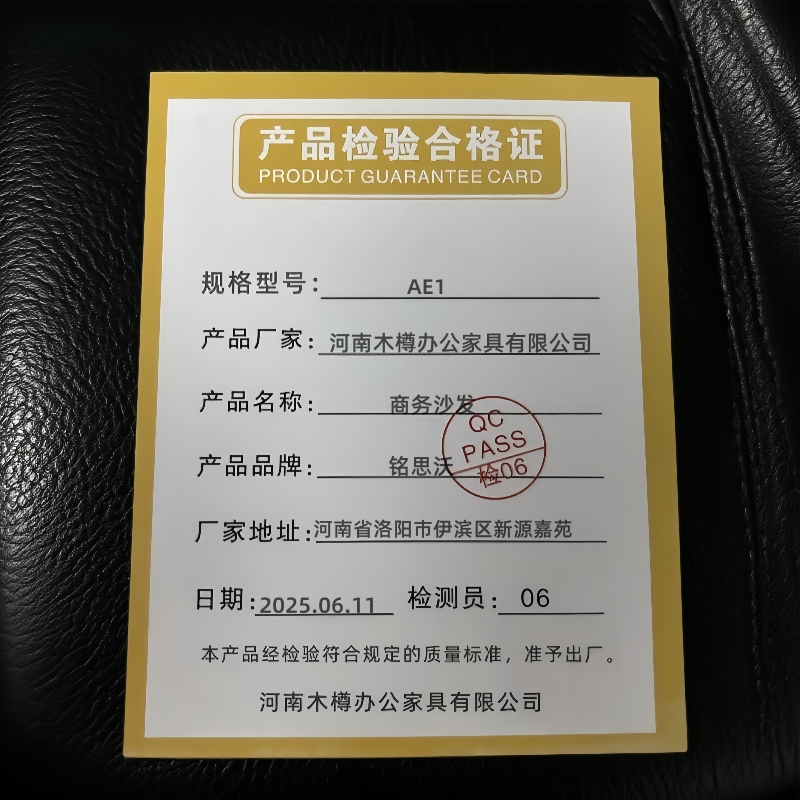 产品检验合格证
PRODUCT GUARANTEE CARD
规格型号： AE1
产品厂家： 河南木樽办公家具有限公司
产品名称： 商务沙发
产品品牌： 铭思沃
QC
PASS
检06
厂家地址： 河南省洛阳市伊滨区新源嘉苑
日期：2025.06.11 检测员： 06
本产品经检验符合规定的质量标准，准予出厂。
河南木樽办公家具有限公司